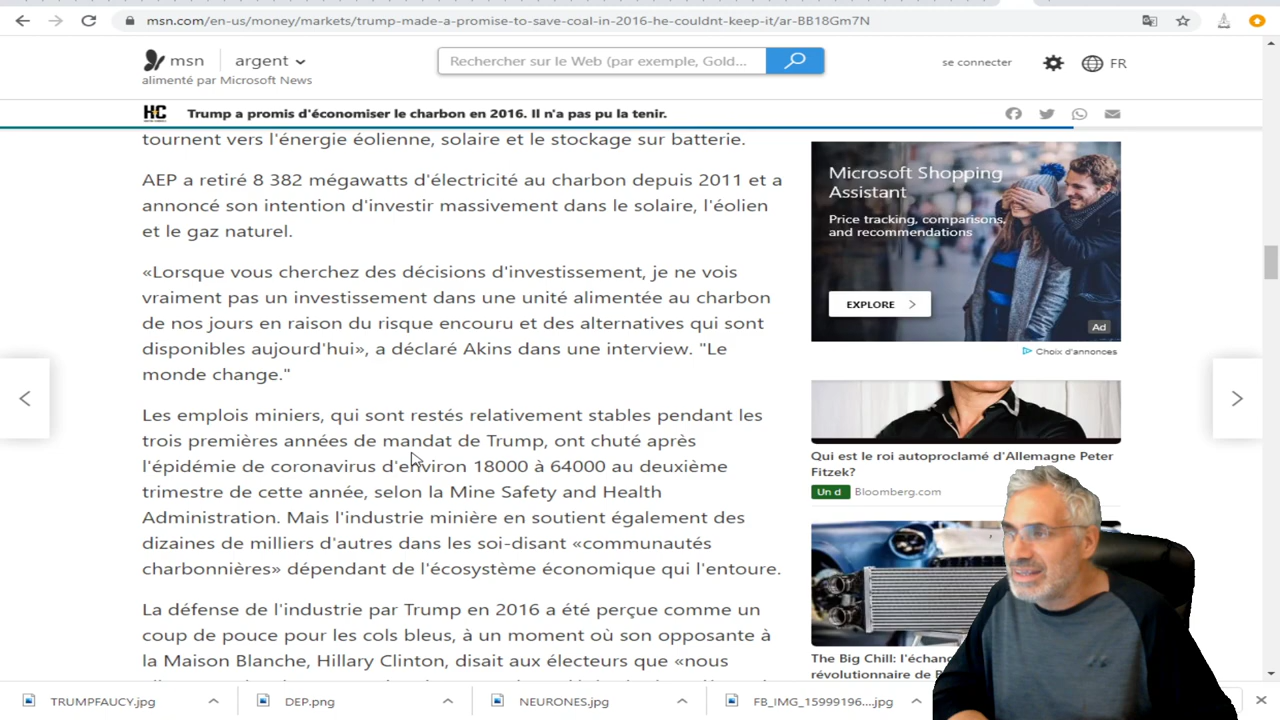 msn.com/en-us/money/markets/trump-made-a-promise-to-save-coal-in-2016-he-couldnt-keep-it/ar-BB18Gm7N
msn argent
alimenté par Microsoft News
Rechercher sur le Web (par exemple, Gold...
se connecter
FR
HC Trump a promis d'économiser le charbon en 2016. Il n'a pas pu la tenir.
tournent vers l'énergie éolienne, solaire et le stockage sur batterie.
AEP a retiré 8 382 mégawatts d'électricité au charbon depuis 2011 et a
annoncé son intention d'investir massivement dans le solaire, l'éolien
et le gaz naturel.
«Lorsque vous cherchez des décisions d'investissement, je ne vois
vraiment pas un investissement dans une unité alimentée au charbon
de nos jours en raison du risque encouru et des alternatives qui sont
disponibles aujourd'hui», a déclaré Akins dans une interview. "Le
monde change."
Les emplois miniers, qui sont restés relativement stables pendant les
trois premières années de mandat de Trump, ont chuté après
l'épidémie de coronavirus d'environ 18000 à 64000 au deuxième
trimestre de cette année, selon la Mine Safety and Health
Administration. Mais l'industrie minière en soutient également des
dizaines de milliers d'autres dans les soi-disant «communautés
charbonnières» dépendant de l'écosystème économique qui l'entoure.
La défense de l'industrie par Trump en 2016 a été perçue comme un
coup de pouce pour les cols bleus, à un moment où son opposante à
la Maison Blanche, Hillary Clinton, disait aux électeurs que «nous
Microsoft Shopping
Assistant
Price tracking, comparisons,
and recommendations
EXPLORE
Ad
Choix d'annonces
Qui est le roi autoproclamé d'Allemagne Peter
Fitzek?
Un d Bloomberg.com
The Big Chill: l'échan
révolutionnaire de
TRUMPFAUCY.jpg
DEP.png
NEURONES.jpg
FB_IMG_15999196....jpg